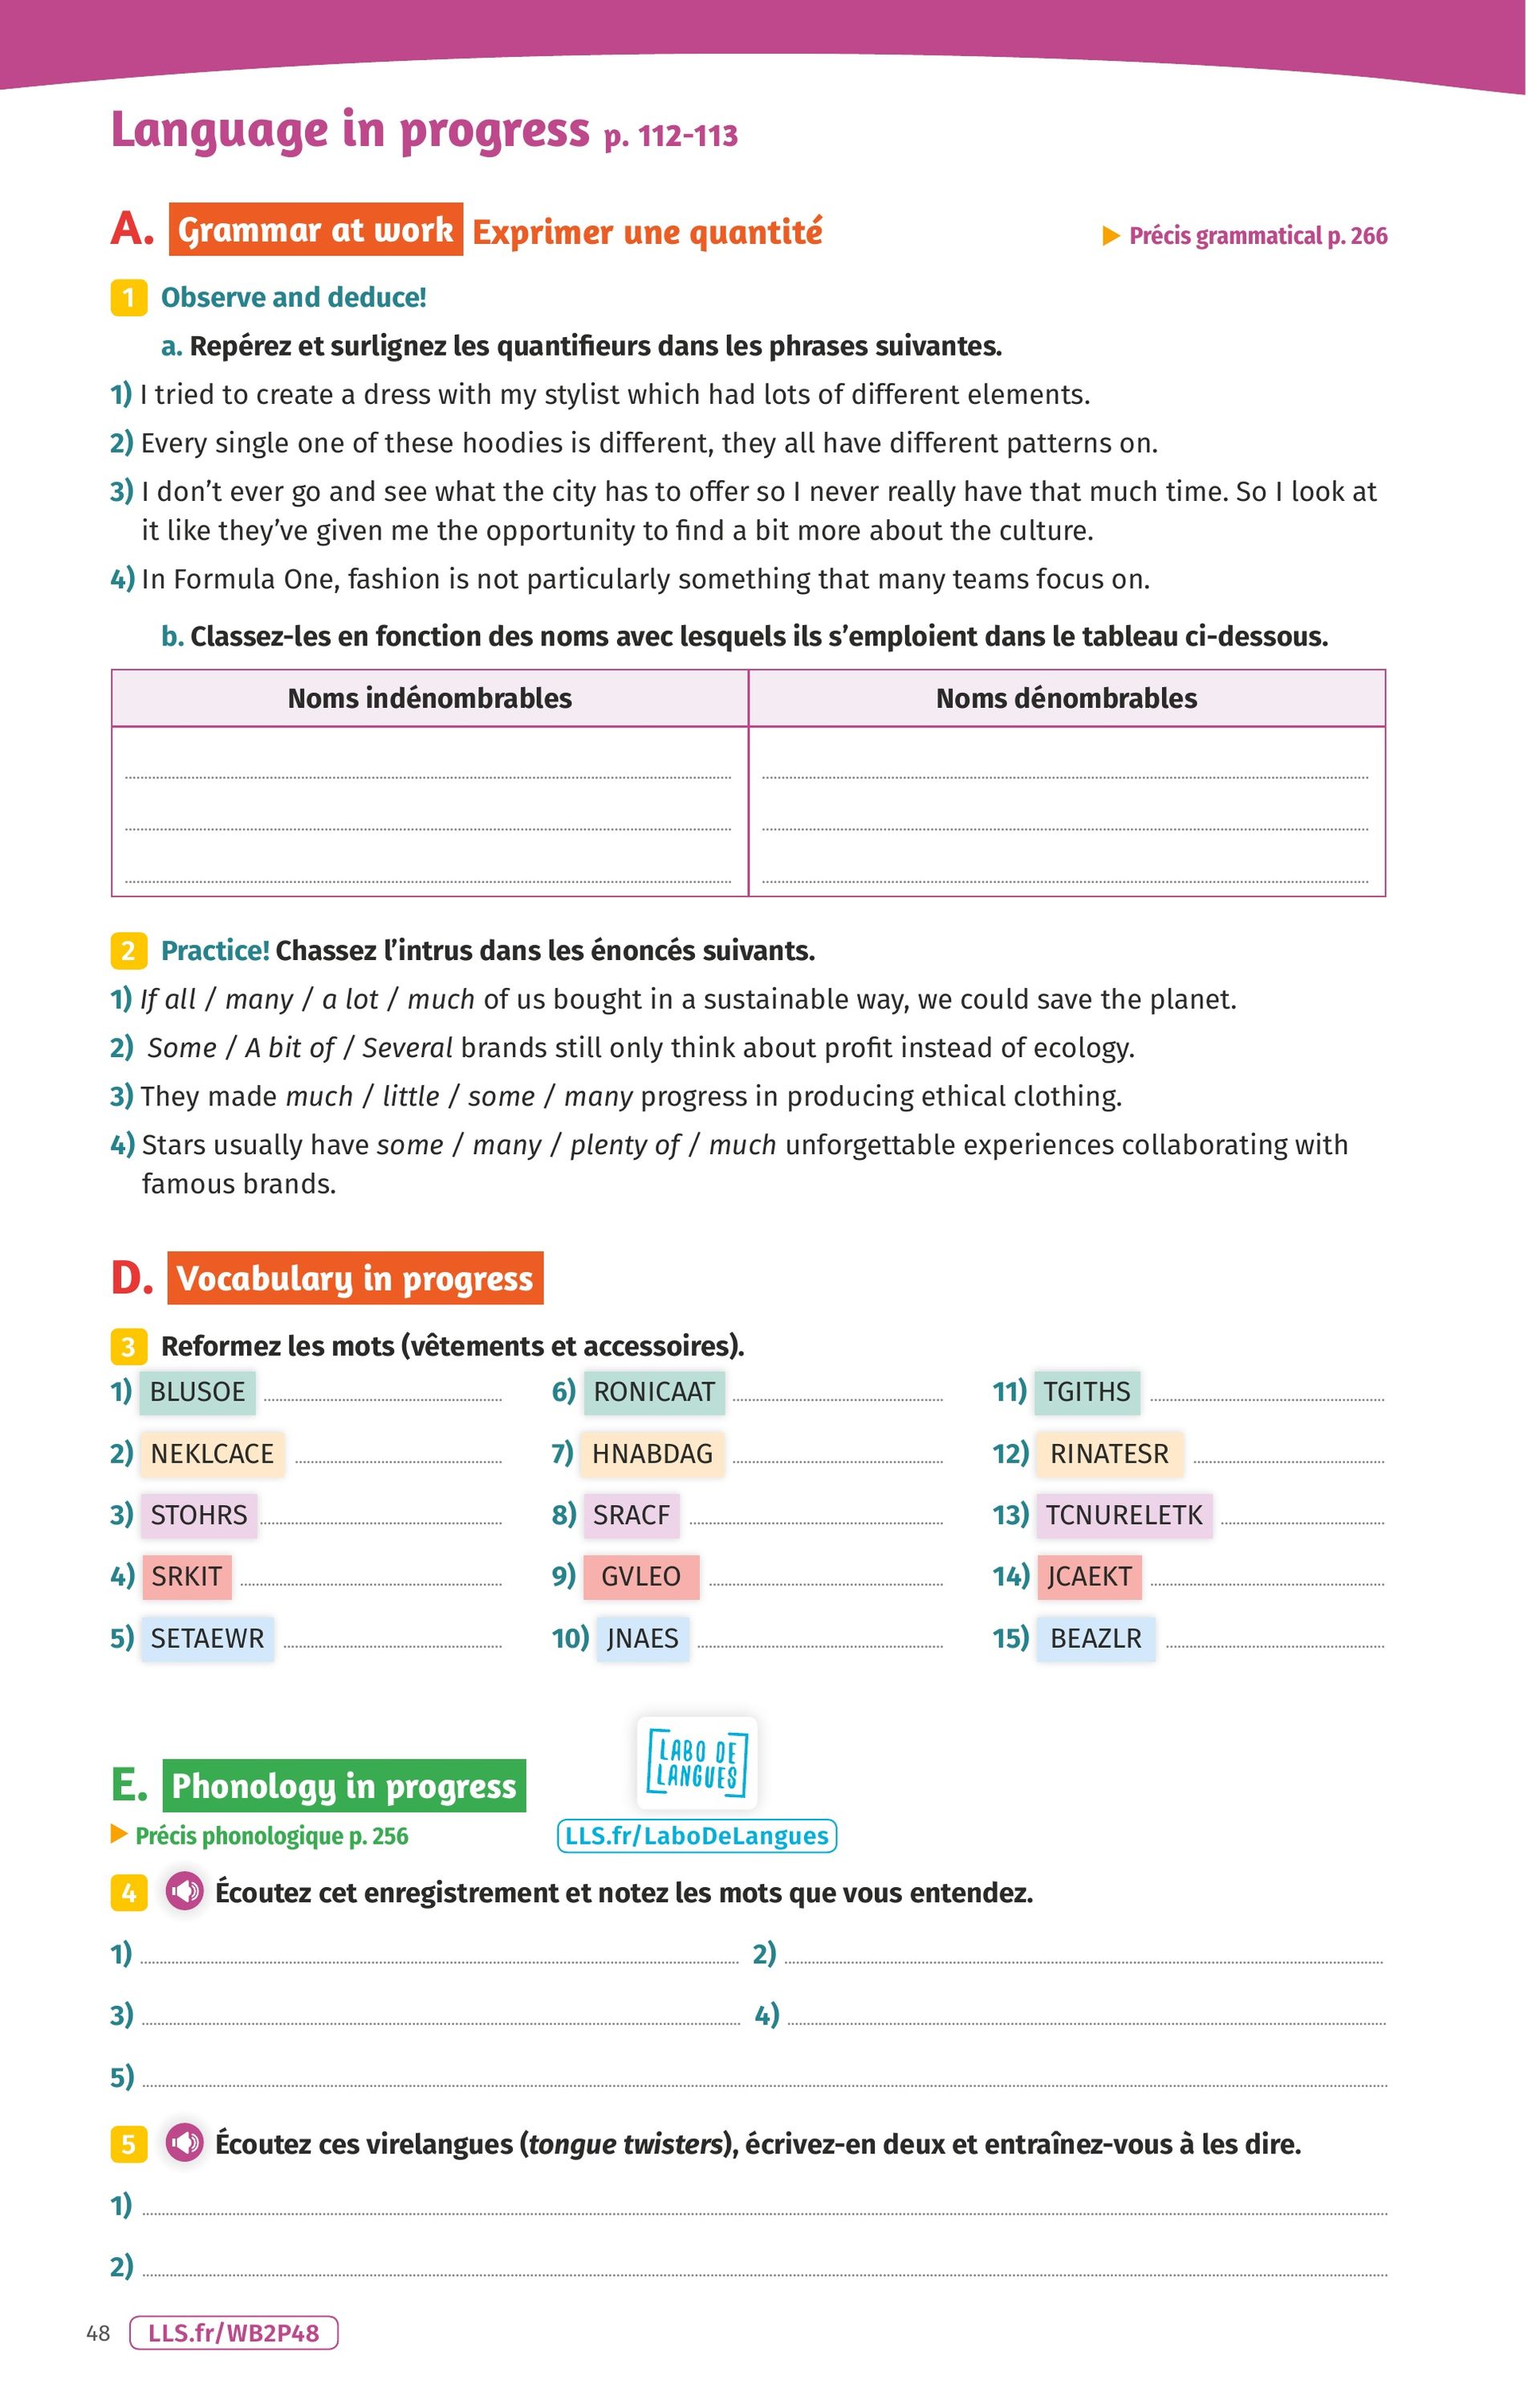 Language in progress p. 112-113
A. Grammar at work Exprimer une quantité ▶ Précis grammatical p. 266
1 Observe and deduce!
a. Repérez et surlignez les quantifieurs dans les phrases suivantes.
1) I tried to create a dress with my stylist which had lots of different elements.
2) Every single one of these hoodies is different, they all have different patterns on.
3) I don’t ever go and see what the city has to offer so I never really have that much time. So I look at
it like they’ve given me the opportunity to find a bit more about the culture.
4) In Formula One, fashion is not particularly something that many teams focus on.
b. Classez-les en fonction des noms avec lesquels ils s’emploient dans le tableau ci-dessous.
Noms indénombrables Noms dénombrables
2 Practice! Chassez l’intrus dans les énoncés suivants.
1) If all / many / a lot / much of us bought in a sustainable way, we could save the planet.
2) Some / A bit of / Several brands still only think about profit instead of ecology.
3) They made much / little / some / many progress in producing ethical clothing.
4) Stars usually have some / many / plenty of / much unforgettable experiences collaborating with
famous brands.
D. Vocabulary in progress
3 Reformez les mots (vêtements et accessoires).
1) BLUSOE 6) RONICAAT 11) TGITHS
2) NEKLCACE 7) HNABDAG 12) RINATESR
3) STOHRS 8) SRACF 13) TCNURELETK
4) SRKIT 9) GVLEO 14) JCAEKT
5) SETAEWR 10) JNAES 15) BEAZLR
LABO DE
LANGUES
E. Phonology in progress
▶ Précis phonologique p. 256 LLS.fr/LaboDeLangues
4 Écoutez cet enregistrement et notez les mots que vous entendez.
1) 2)
3) 4)
5)
5 Écoutez ces virelangues (tongue twisters), écrivez-en deux et entraînez-vous à les dire.
1)
2)
48 LLS.fr/WB2P48